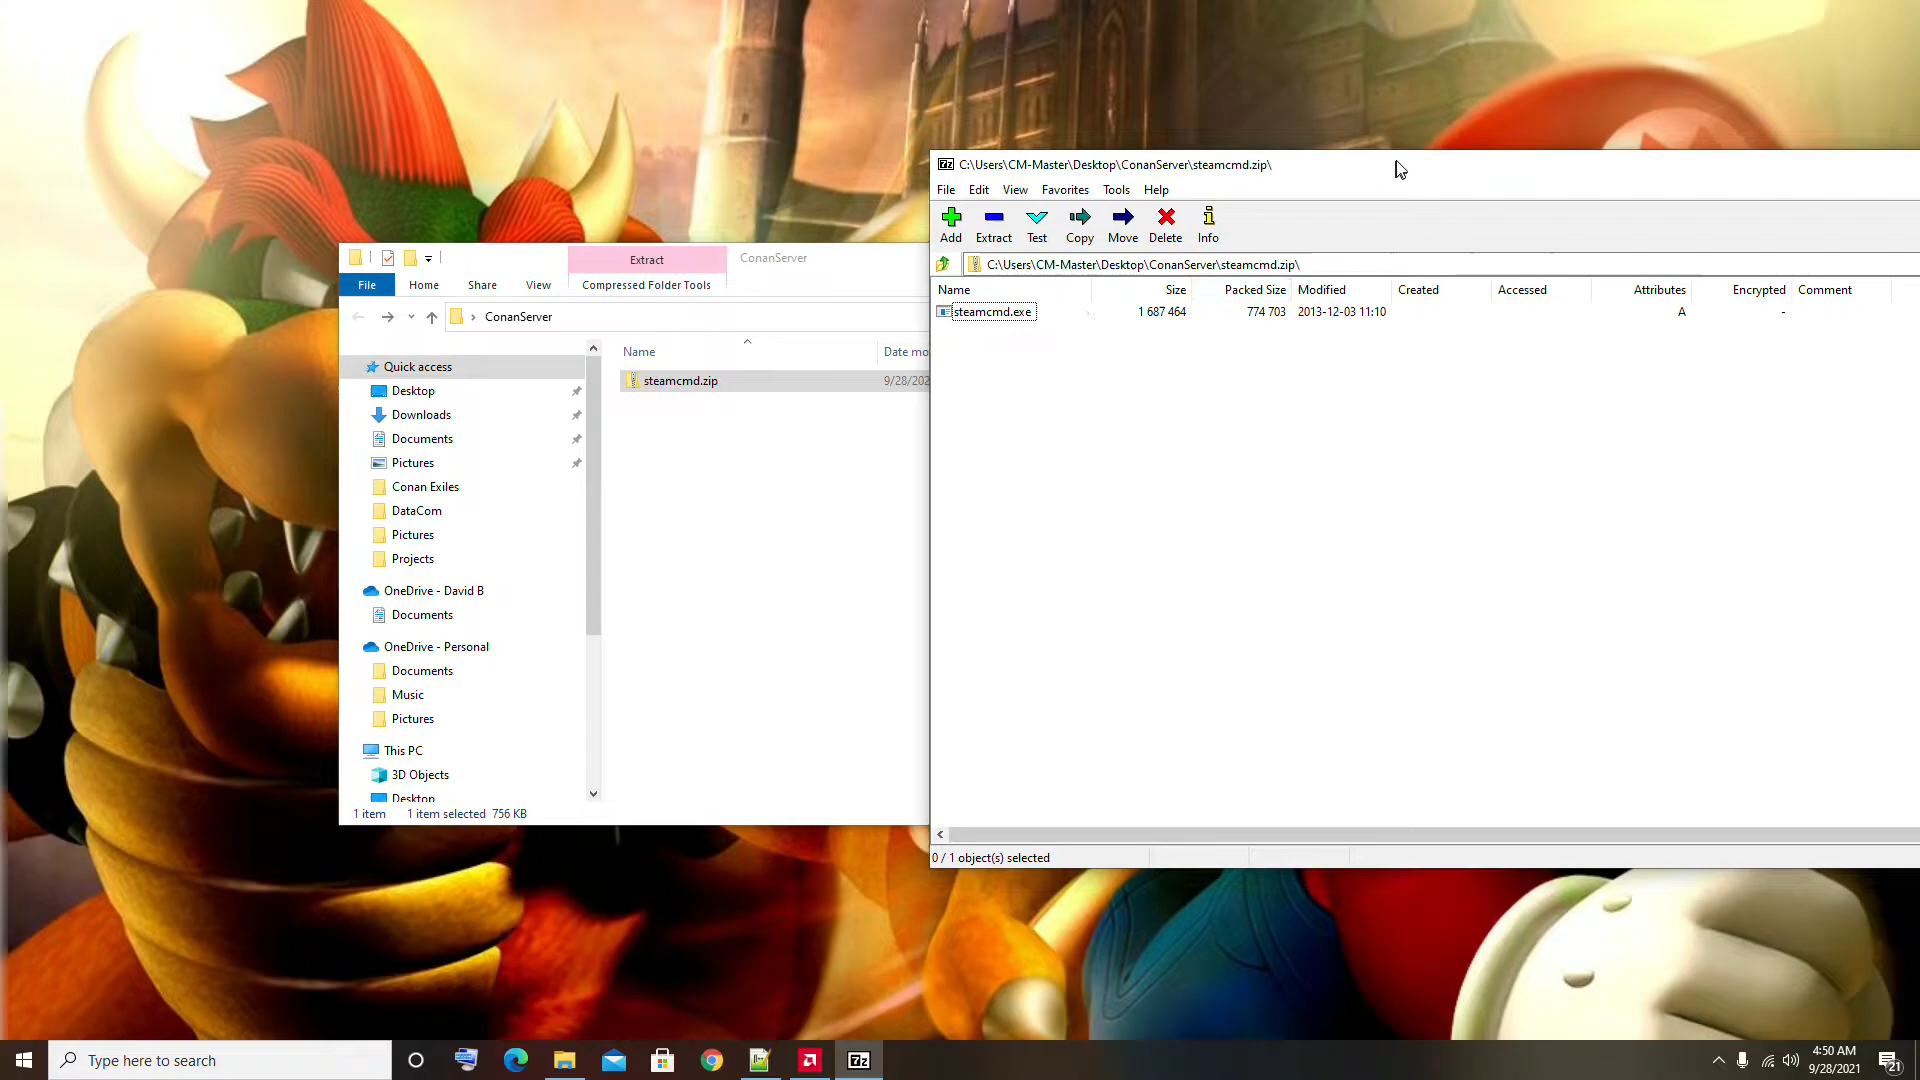 C:\Users\CM-Master\Desktop\ConanServer\steamcmd.zip\
File Edit View Favorites Tools Help
Add Extract Test Copy Move Delete Info
C:\Users\CM-Master\Desktop\ConanServer\steamcmd.zip\
Name Size Packed Size Modified Created Accessed Attributes Encrypted Comment
steamcmd.exe 1 687 464 774 703 2013-12-03 11:10 A -
0 / 1 object(s) selected
Extract ConanServer
File Home Share View Compressed Folder Tools
ConanServer
Name Date mo
steamcmd.zip 9/28/202
Quick access
Desktop
Downloads
Documents
Pictures
Conan Exiles
DataCom
Pictures
Projects
OneDrive - David B
Documents
OneDrive - Personal
Documents
Music
Pictures
This PC
3D Objects
Desktop
1 item 1 item selected 756 KB
Type here to search
4:50 AM
9/28/2021
21